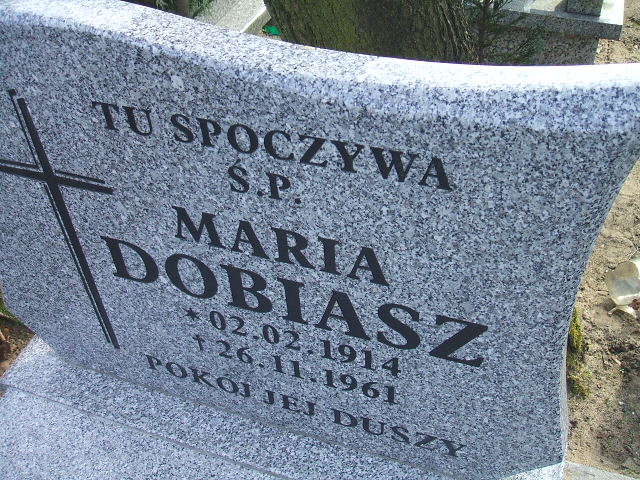 TU SPOCZYWA
Ś.P.
MARIA
DOBIASZ
* 02.02.1914
† 26.11.1961
POKÓJ JEJ DUSZY